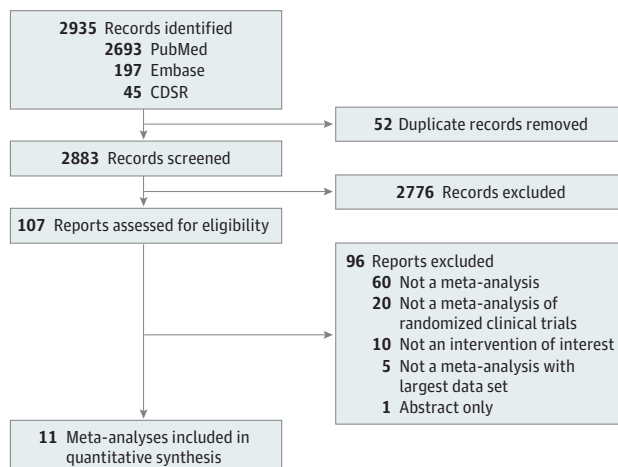 2935 Records identified
2693 PubMed
197 Embase
45 CDSR
52 Duplicate records removed
2883 Records screened
2776 Records excluded
107 Reports assessed for eligibility
96 Reports excluded
60 Not a meta-analysis
20 Not a meta-analysis of
randomized clinical trials
10 Not an intervention of interest
5 Not a meta-analysis with
largest data set
1 Abstract only
11 Meta-analyses included in
quantitative synthesis